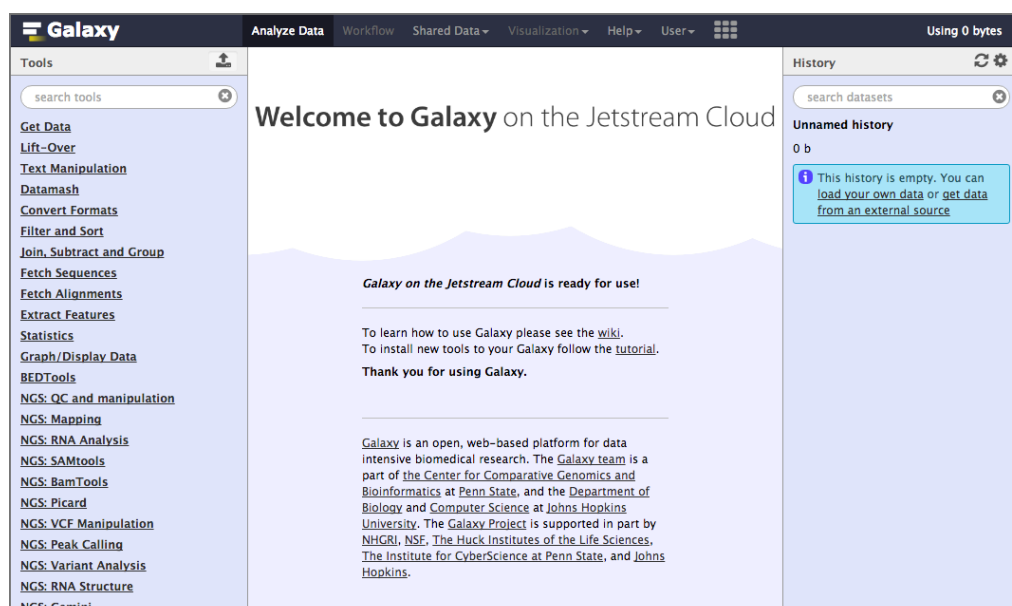 Galaxy
Analyze Data Workflow Shared Data Visualization Help User
Using 0 bytes
Tools
search tools
Get Data
Lift-Over
Text Manipulation
Datamash
Convert Formats
Filter and Sort
Join, Subtract and Group
Fetch Sequences
Fetch Alignments
Extract Features
Statistics
Graph/Display Data
BEDTools
NGS: QC and manipulation
NGS: Mapping
NGS: RNA Analysis
NGS: SAMtools
NGS: BamTools
NGS: Picard
NGS: VCF Manipulation
NGS: Peak Calling
NGS: Variant Analysis
NGS: RNA Structure
NGS: Gemini
Welcome to Galaxy on the Jetstream Cloud
Galaxy on the Jetstream Cloud is ready for use!
To learn how to use Galaxy please see the wiki.
To install new tools to your Galaxy follow the tutorial.
Thank you for using Galaxy.
Galaxy is an open, web-based platform for data
intensive biomedical research. The Galaxy team is a
part of the Center for Comparative Genomics and
Bioinformatics at Penn State, and the Department of
Biology and Computer Science at Johns Hopkins
University. The Galaxy Project is supported in part by
NHGRI, NSF, The Huck Institutes of the Life Sciences,
The Institute for CyberScience at Penn State, and Johns
Hopkins.
History
search datasets
Unnamed history
0 b
This history is empty. You can
load your own data or get data
from an external source